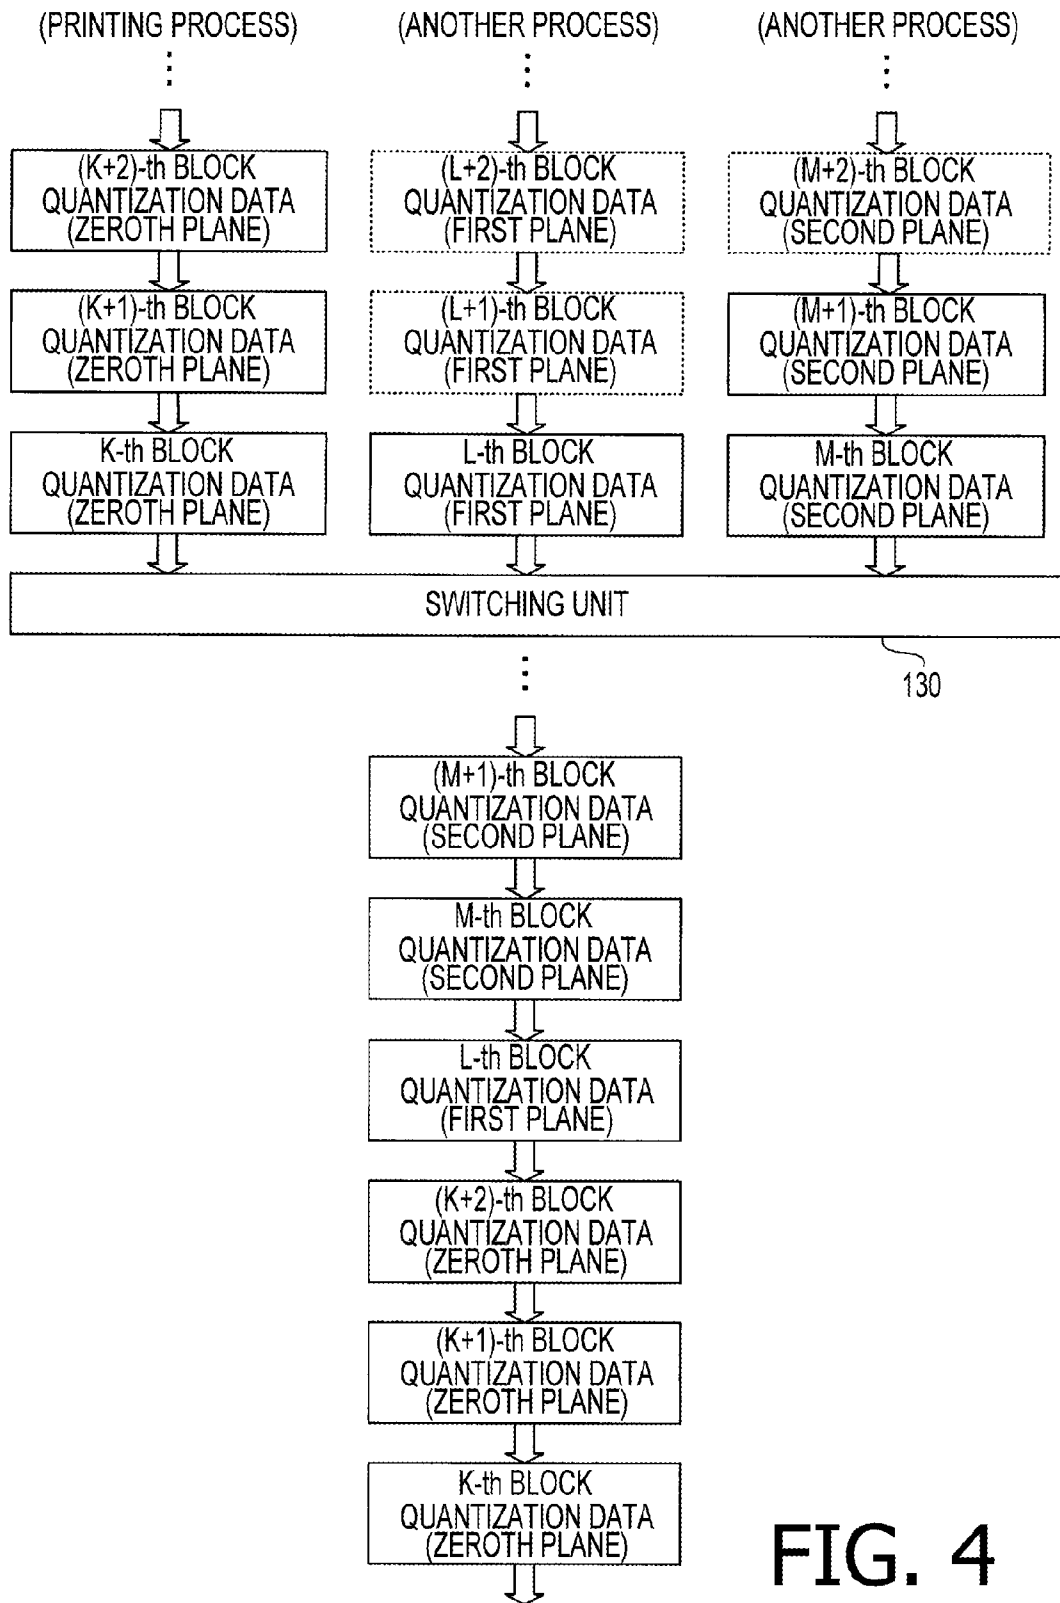 (PRINTING PROCESS)
(ANOTHER PROCESS)
(ANOTHER PROCESS)
(K+2)-th BLOCK
QUANTIZATION DATA
(ZEROTH PLANE)
(L+2)-th BLOCK
QUANTIZATION DATA
(FIRST PLANE)
(M+2)-th BLOCK
QUANTIZATION DATA
(SECOND PLANE)
(K+1)-th BLOCK
QUANTIZATION DATA
(ZEROTH PLANE)
(L+1)-th BLOCK
QUANTIZATION DATA
(FIRST PLANE)
(M+1)-th BLOCK
QUANTIZATION DATA
(SECOND PLANE)
K-th BLOCK
QUANTIZATION DATA
(ZEROTH PLANE)
L-th BLOCK
QUANTIZATION DATA
(FIRST PLANE)
M-th BLOCK
QUANTIZATION DATA
(SECOND PLANE)
SWITCHING UNIT
130
(M+1)-th BLOCK
QUANTIZATION DATA
(SECOND PLANE)
M-th BLOCK
QUANTIZATION DATA
(SECOND PLANE)
L-th BLOCK
QUANTIZATION DATA
(FIRST PLANE)
(K+2)-th BLOCK
QUANTIZATION DATA
(ZEROTH PLANE)
(K+1)-th BLOCK
QUANTIZATION DATA
(ZEROTH PLANE)
K-th BLOCK
QUANTIZATION DATA
(ZEROTH PLANE)
FIG. 4